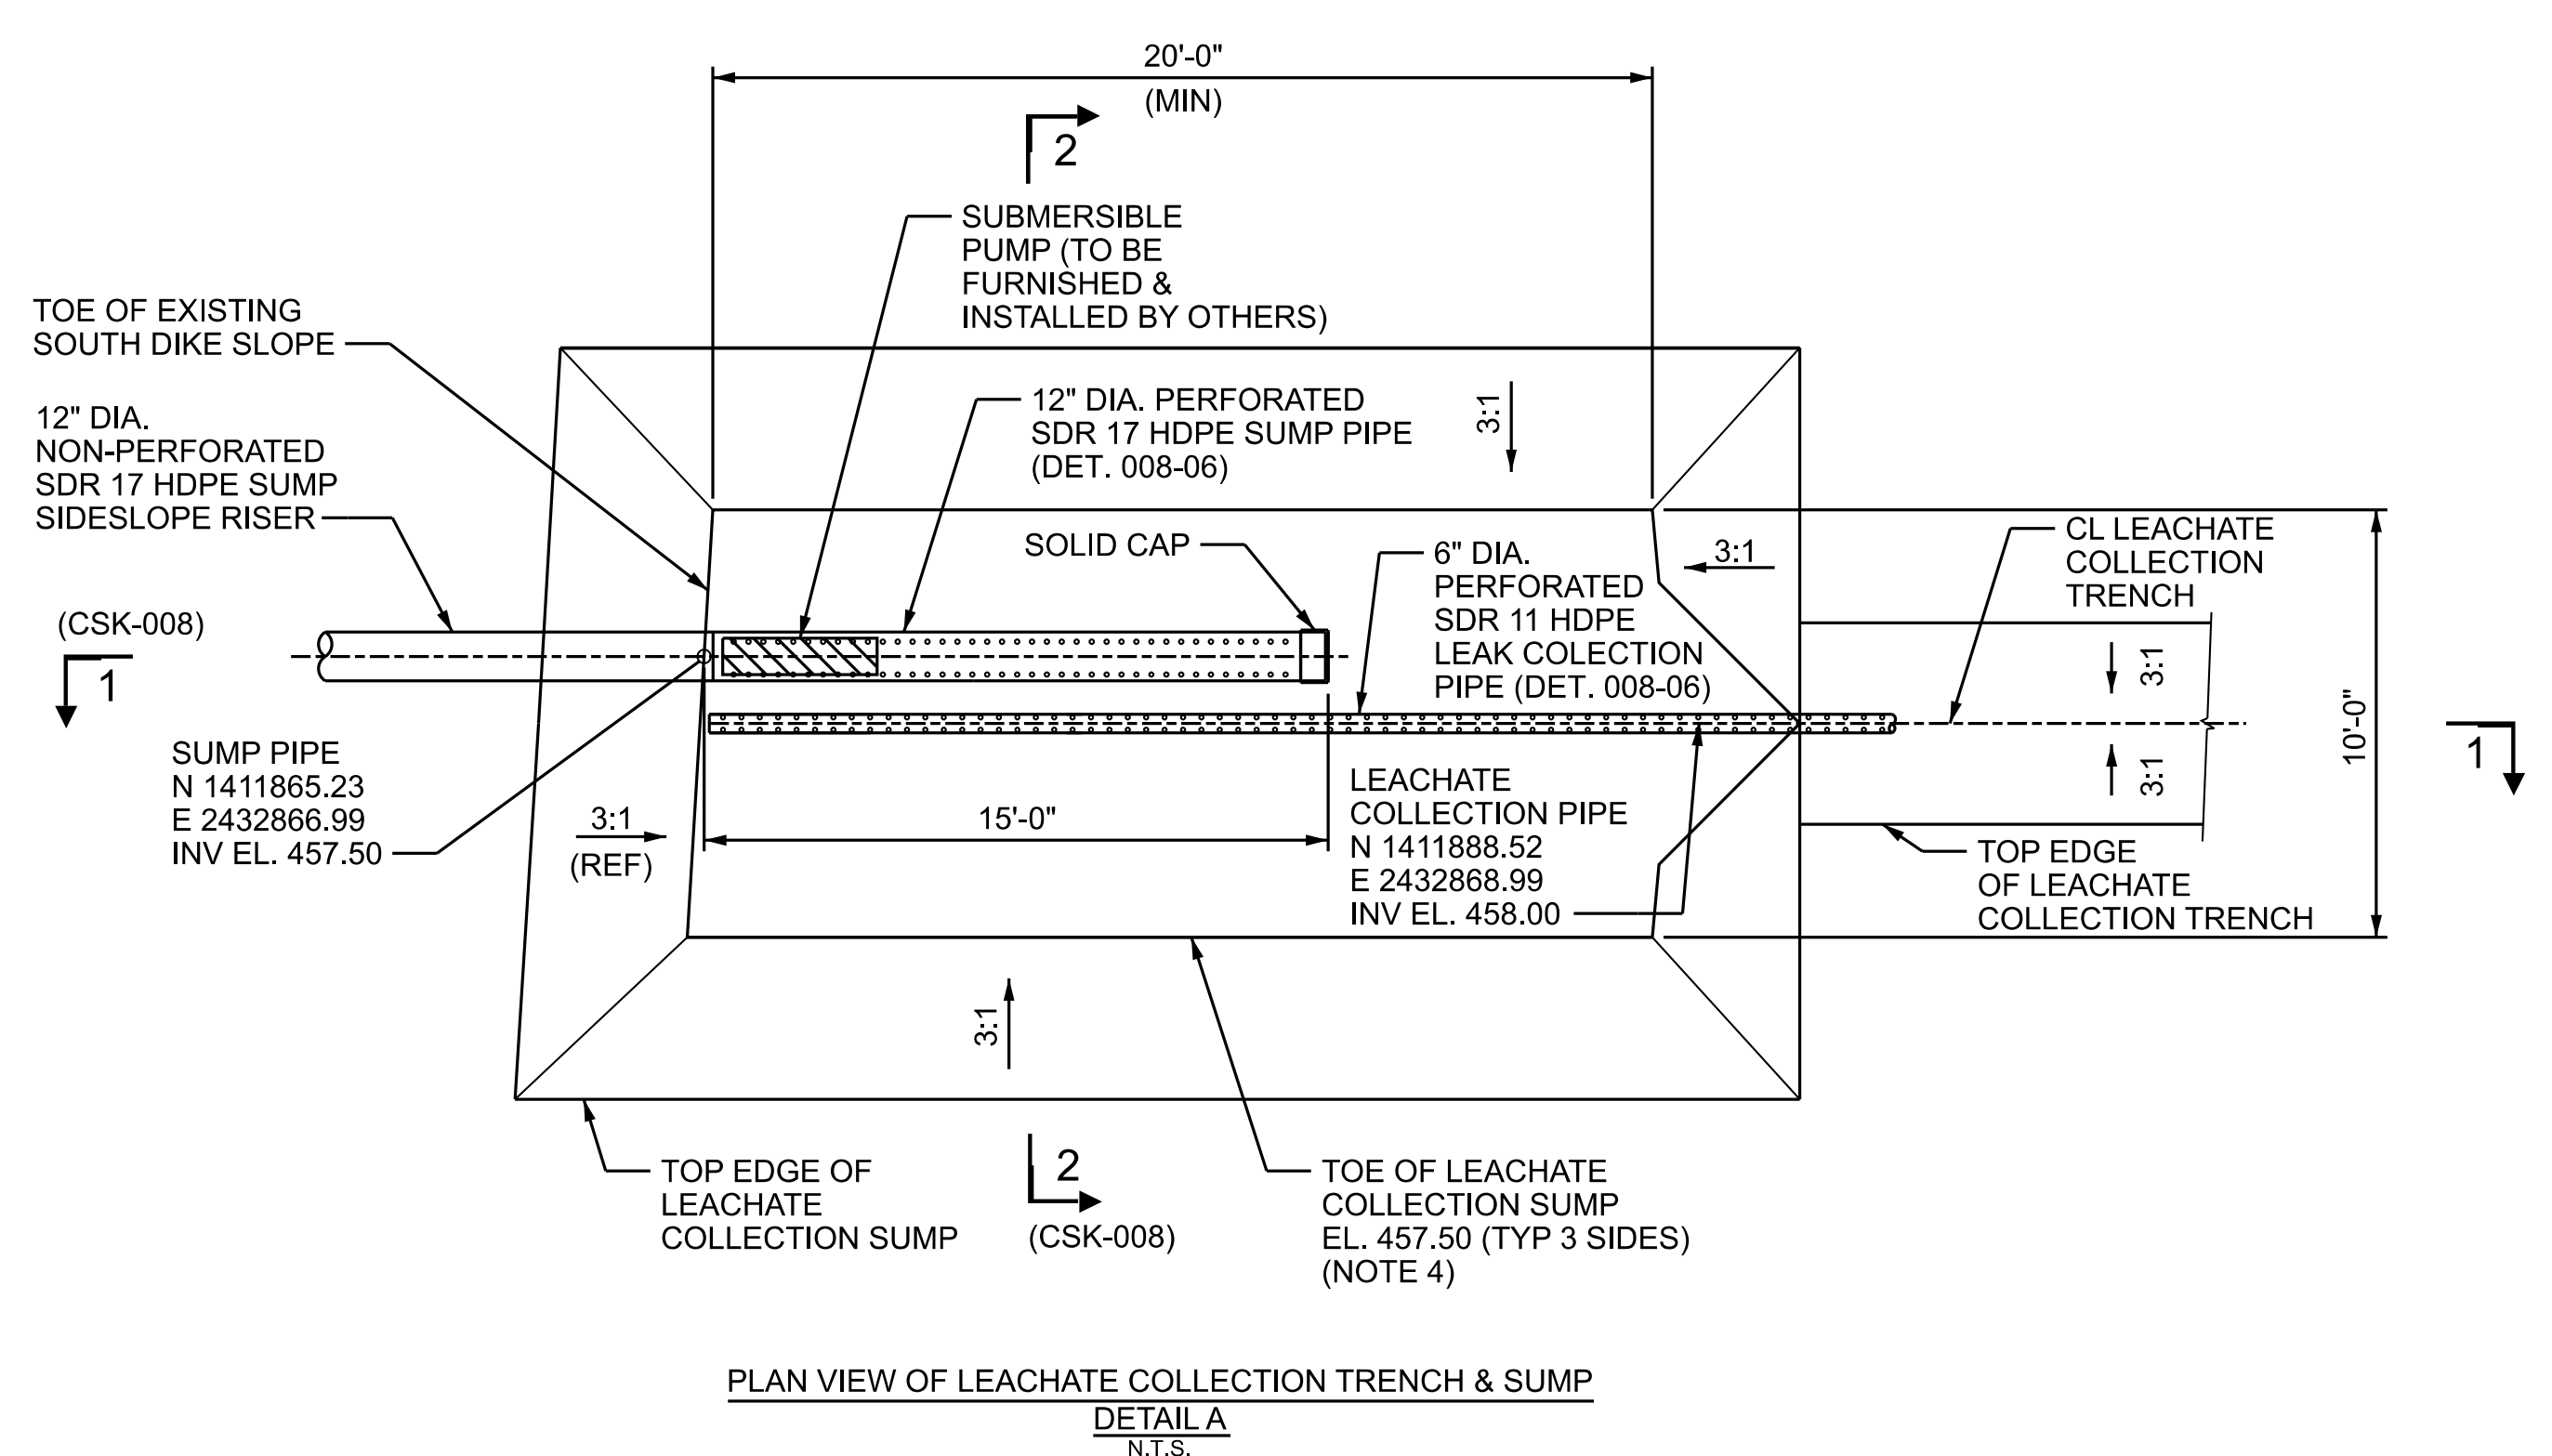 20'-0"
(MIN)
2
SUBMERSIBLE
PUMP (TO BE
FURNISHED &
INSTALLED BY OTHERS)
TOE OF EXISTING
SOUTH DIKE SLOPE
12" DIA.
NON-PERFORATED
SDR 17 HDPE SUMP
SIDESLOPE RISER
12" DIA. PERFORATED
SDR 17 HDPE SUMP PIPE
(DET. 008-06)
3:1
SOLID CAP
6" DIA.
PERFORATED
SDR 11 HDPE
LEAK COLECTION
PIPE (DET. 008-06)
3:1
CL LEACHATE
COLLECTION
TRENCH
(CSK-008)
1
3:1
3:1
10'-0"
1
SUMP PIPE
N 1411865.23
E 2432866.99
INV EL. 457.50
3:1
(REF)
15'-0"
LEACHATE
COLLECTION PIPE
N 1411888.52
E 2432868.99
INV EL. 458.00
TOP EDGE
OF LEACHATE
COLLECTION TRENCH
3:1
TOP EDGE OF
LEACHATE
COLLECTION SUMP
2
(CSK-008)
TOE OF LEACHATE
COLLECTION SUMP
EL. 457.50 (TYP 3 SIDES)
(NOTE 4)
PLAN VIEW OF LEACHATE COLLECTION TRENCH & SUMP
DETAIL A
N.T.S.